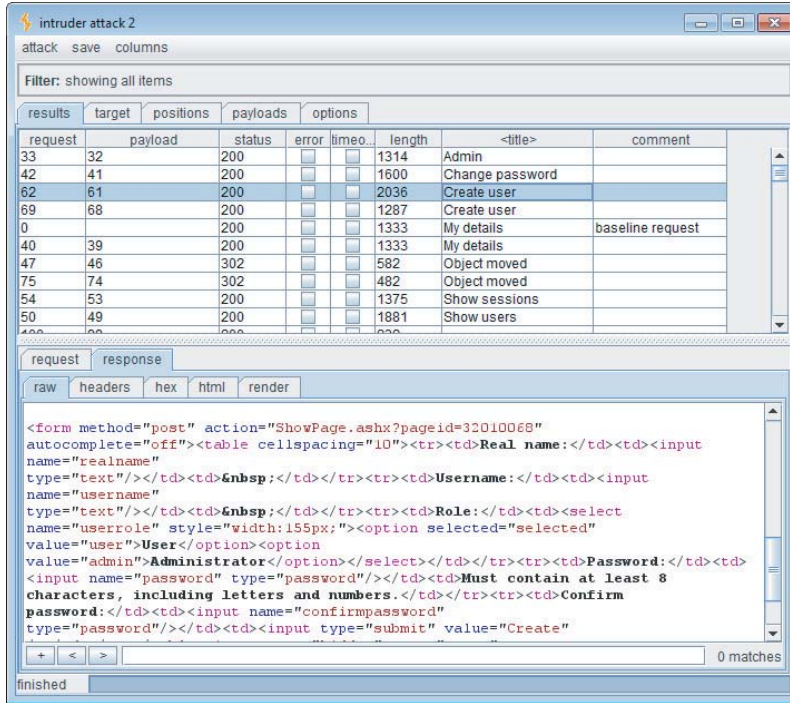 intruder attack 2
attack save columns
Filter: showing all items
results target positions payloads options
request payload status error timeo... length <title> comment
33 32 200 1314 Admin
42 41 200 1600 Change password
62 61 200 2036 Create user
69 68 200 1287 Create user
0 200 1333 My details baseline request
40 39 200 1333 My details
47 46 302 582 Object moved
75 74 302 482 Object moved
54 53 200 1375 Show sessions
50 49 200 1881 Show users
request response
raw headers hex html render
<form method="post" action="ShowPage.ashx?pageid=32010068"
autocomplete="off"><table cellspacing="10"><tr><td>Real name:</td><td><input
name="realname"
type="text"/></td><td>&nbsp;</td></tr><tr><td>Username:</td><td><input
name="username"
type="text"/></td><td>&nbsp;</td></tr><tr><td>Role:</td><td><select
name="userrole" style="width:155px;"><option selected="selected"
value="user">User</option><option
value="admin">Administrator</option></select></td></tr><tr><td>Password:</td><td>
<input name="password" type="password"/></td><td>Must contain at least 8
characters, including letters and numbers.</td></tr><tr><td>Confirm
password:</td><td><input name="confirmpassword"
type="password"/></td><td><input type="submit" value="Create"
+ < > 0 matches
finished